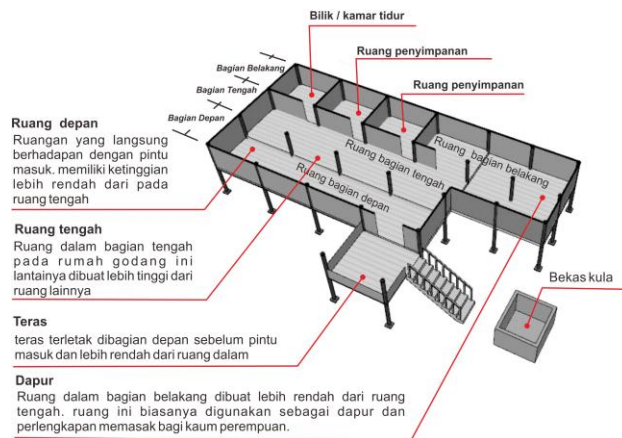 Bilik / kamar tidur
Ruang penyimpanan
Ruang penyimpanan
Bagian Belakang
Bagian Tengah
Bagian Depan
Ruang depan
Ruangan yang langsung
berhadapan dengan pintu
masuk. memiliki ketinggian
lebih rendah dari pada
ruang tengah
Ruang bagian tengah
Ruang bagian belakang
Ruang bagian depan
Ruang tengah
Ruang dalam bagian tengah
pada rumah godang ini
lantainya dibuat lebih tinggi dari
ruang lainnya
Bekas kula
Teras
teras terletak dibagian depan sebelum pintu
masuk dan lebih rendah dari ruang dalam
Dapur
Ruang dalam bagian belakang dibuat lebih rendah dari ruang
tengah. ruang ini biasanya digunakan sebagai dapur dan
perlengkapan memasak bagi kaum perempuan.